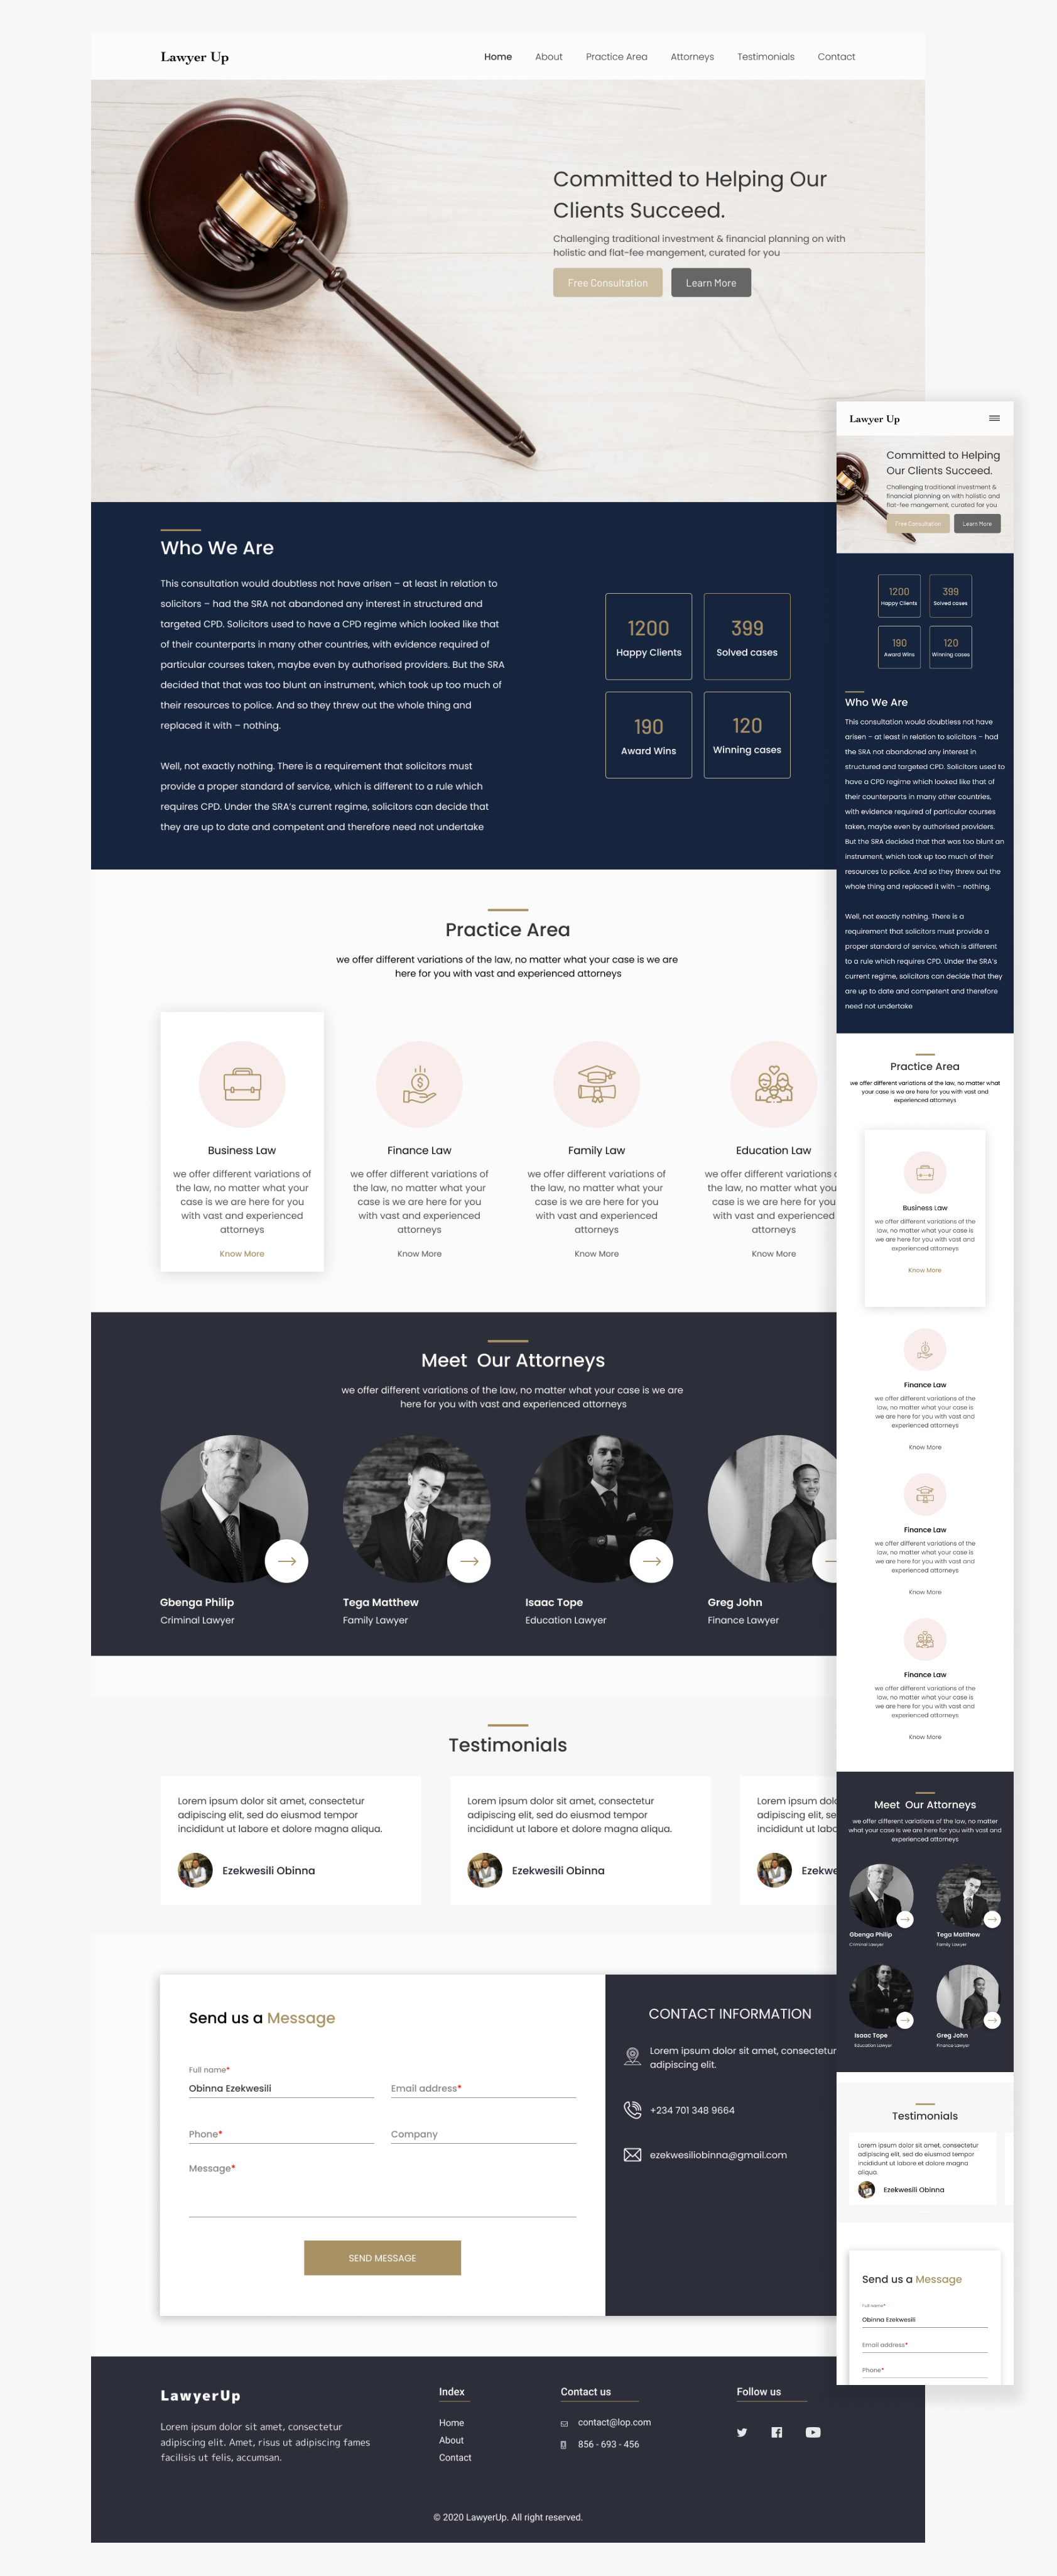 Lawyer Up
Home About Practice Area Attorneys Testimonials Contact
Committed to Helping Our
Clients Succeed.
Challenging traditional investment & financial planning on with
holistic and flat-fee mangement, curated for you
Free Consultation Learn More
Who We Are
This consultation would doubtless not have arisen – at least in relation to
solicitors – had the SRA not abandoned any interest in structured and
targeted CPD. Solicitors used to have a CPD regime which looked like that
of their counterparts in many other countries, with evidence required of
particular courses taken, maybe even by authorised providers. But the SRA
decided that that was too blunt an instrument, which took up too much of
their resources to police. And so they threw out the whole thing and
replaced it with – nothing.
Well, not exactly nothing. There is a requirement that solicitors must
provide a proper standard of service, which is different to a rule which
requires CPD. Under the SRA's current regime, solicitors can decide that
they are up to date and competent and therefore need not undertake
1200
Happy Clients
399
Solved cases
190
Award Wins
120
Winning cases
Practice Area
we offer different variations of the law, no matter what your case is we are
here for you with vast and experienced attorneys
Business Law
we offer different variations of
the law, no matter what your
case is we are here for you
with vast and experienced
attorneys
Know More
Finance Law
we offer different variations of
the law, no matter what your
case is we are here for you
with vast and experienced
attorneys
Know More
Family Law
we offer different variations of
the law, no matter what your
case is we are here for you
with vast and experienced
attorneys
Know More
Education Law
we offer different variations
the law, no matter what you
case is we are here for you
with vast and experienced
attorneys
Know More
Meet Our Attorneys
we offer different variations of the law, no matter what your case is we are
here for you with vast and experienced attorneys
Gbenga Philip
Criminal Lawyer
Tega Matthew
Family Lawyer
Isaac Tope
Education Lawyer
Greg John
Finance Lawyer
Testimonials
Lorem ipsum dolor sit amet, consectetur
adipiscing elit, sed do eiusmod tempor
incididunt ut labore et dolore magna aliqua.
Ezekwesili Obinna
Lorem ipsum dolor sit amet, consectetur
adipiscing elit, sed do eiusmod tempor
incididunt ut labore et dolore magna aliqua.
Ezekwesili Obinna
Lorem ipsum dolo
adipiscing elit, se
incididunt ut labo
Ezekwe
Send us a Message
Full name*
Obinna Ezekwesili
Email address*
Phone*
Company
Message*
SEND MESSAGE
CONTACT INFORMATION
Lorem ipsum dolor sit amet, consectetur
adipiscing elit.
+234 701 348 9664
ezekwesiliobinna@gmail.com
LawyerUp
Lorem ipsum dolor sit amet, consectetur
adipiscing elit. Amet, risus ut adipiscing fames
facilisis ut felis, accumsan.
Index
Home
About
Contact
Contact us
contact@lop.com
856 - 693 - 456
Follow us
© 2020 LawyerUp. All right reserved.
Lawyer Up
Committed to Helping
Our Clients Succeed.
Challenging traditional investment &
financial planning on with holistic and
flat-fee mangement, curated for you
Free Consultation Learn More
1200
Happy Clients
399
Solved cases
190
Award Wins
120
Winning cases
Who We Are
This consultation would doubtless not have
arisen – at least in relation to solicitors – had
the SRA not abandoned any interest in
structured and targeted CPD. Solicitors used to
have a CPD regime which looked like that of
their counterparts in many other countries,
with evidence required of particular courses
taken, maybe even by authorised providers.
But the SRA decided that that was too blunt an
instrument, which took up too much of their
resources to police. And so they threw out the
whole thing and replaced it with – nothing.
Well, not exactly nothing. There is a
requirement that solicitors must provide a
proper standard of service, which is different
to a rule which requires CPD. Under the SRA's
current regime, solicitors can decide that they
are up to date and competent and therefore
need not undertake
Practice Area
we offer different variations of the law, no matter what
your case is we are here for you with vast and
experienced attorneys
Business Law
we offer different variations of the
law, no matter what your case is
we are here for you with vast and
experienced attorneys
Know More
Finance Law
we offer different variations of the
law, no matter what your case is
we are here for you with vast and
experienced attorneys
Know More
Finance Law
we offer different variations of the
law, no matter what your case is
we are here for you with vast and
experienced attorneys
Know More
Finance Law
we offer different variations of the
law, no matter what your case is
we are here for you with vast and
experienced attorneys
Know More
Meet Our Attorneys
we offer different variations of the law, no matter
what your case is we are here for you with vast and
experienced attorneys
Gbenga Philip
Criminal Lawyer
Tega Matthew
Family Lawyer
Isaac Tope
Education Lawyer
Greg John
Finance Lawyer
Testimonials
Lorem ipsum dolor sit amet, consectetur
adipiscing elit, sed do eiusmod tempor
incididunt ut labore et dolore magna
aliqua.
Ezekwesili Obinna
Send us a Message
Full name*
Obinna Ezekwesili
Email address*
Phone*